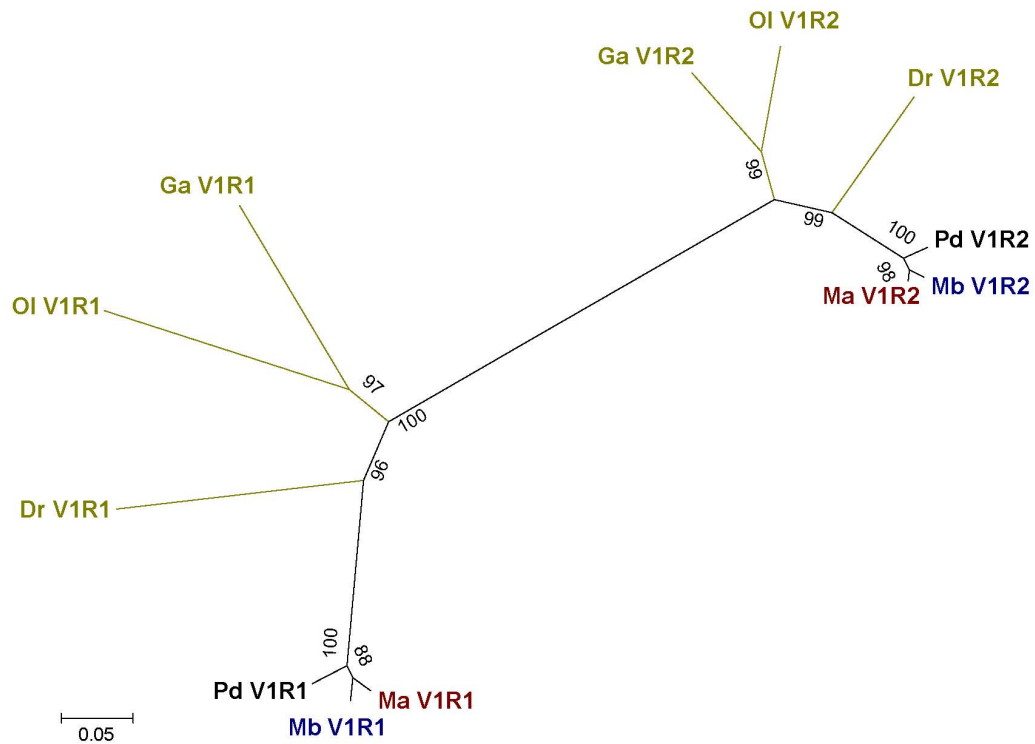 Ol V1R2
Ga V1R2
Dr V1R2
99
Ga V1R1
99
100
Pd V1R2
98
Mb V1R2
Ma V1R2
Ol V1R1
97
100
96
Dr V1R1
100
88
Pd V1R1
Ma V1R1
Mb V1R1
0.05